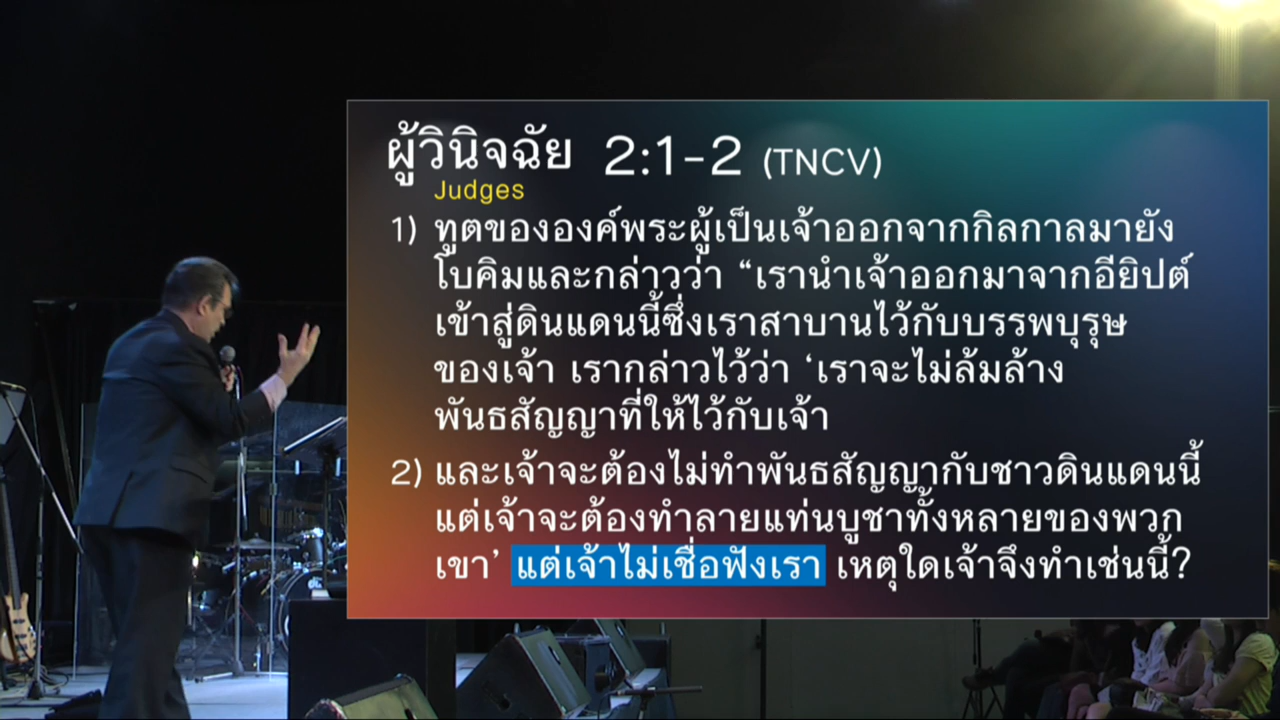 ผู้วินิจฉัย 2:1-2 (TNCV)
Judges
1) ทูตขององค์พระผู้เป็นเจ้าออกจากกิลกาลมายัง
โบคิมและกล่าวว่า “เรานำเจ้าออกมาจากอียิปต์
เข้าสู่ดินแดนนี้ซึ่งเราสาบานไว้กับบรรพบุรุษ
ของเจ้า เรากล่าวไว้ว่า ‘เราจะไม่ล้มล้าง
พันธสัญญาที่ให้ไว้กับเจ้า
2) และเจ้าจะต้องไม่ทำพันธสัญญากับชาวดินแดนนี้
แต่เจ้าจะต้องทำลายแท่นบูชาทั้งหลายของพวก
เขา’ แต่เจ้าไม่เชื่อฟังเรา เหตุใดเจ้าจึงทำเช่นนี้?